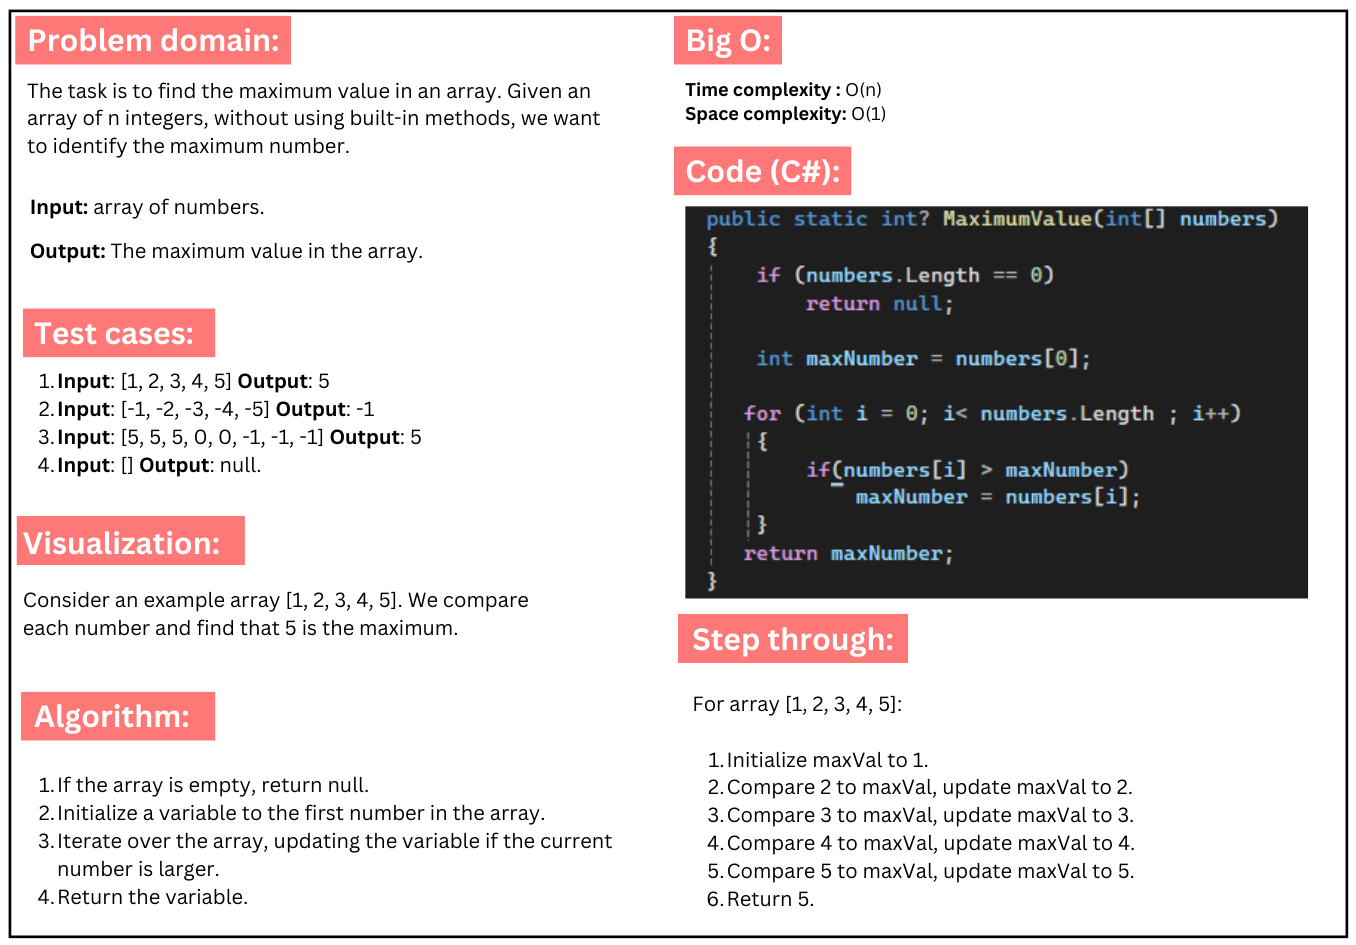 Problem domain:
The task is to find the maximum value in an array. Given an
array of n integers, without using built-in methods, we want
to identify the maximum number.
Input: array of numbers.
Output: The maximum value in the array.
Test cases:
1. Input: [1, 2, 3, 4, 5] Output: 5
2. Input: [-1, -2, -3, -4, -5] Output: -1
3. Input: [5, 5, 5, 0, 0, -1, -1, -1] Output: 5
4. Input: [] Output: null.
Visualization:
Consider an example array [1, 2, 3, 4, 5]. We compare
each number and find that 5 is the maximum.
Algorithm:
1. If the array is empty, return null.
2. Initialize a variable to the first number in the array.
3. Iterate over the array, updating the variable if the current
number is larger.
4. Return the variable.
Big O:
Time complexity : O(n)
Space complexity: O(1)
Code (C#):
public static int? MaximumValue(int[] numbers)
{
if (numbers.Length == 0)
return null;
int maxNumber = numbers[0];
for (int i = 0; i< numbers.Length ; i++)
{
if(numbers[i] > maxNumber)
maxNumber = numbers[i];
}
return maxNumber;
}
Step through:
For array [1, 2, 3, 4, 5]:
1. Initialize maxVal to 1.
2. Compare 2 to maxVal, update maxVal to 2.
3. Compare 3 to maxVal, update maxVal to 3.
4. Compare 4 to maxVal, update maxVal to 4.
5. Compare 5 to maxVal, update maxVal to 5.
6. Return 5.